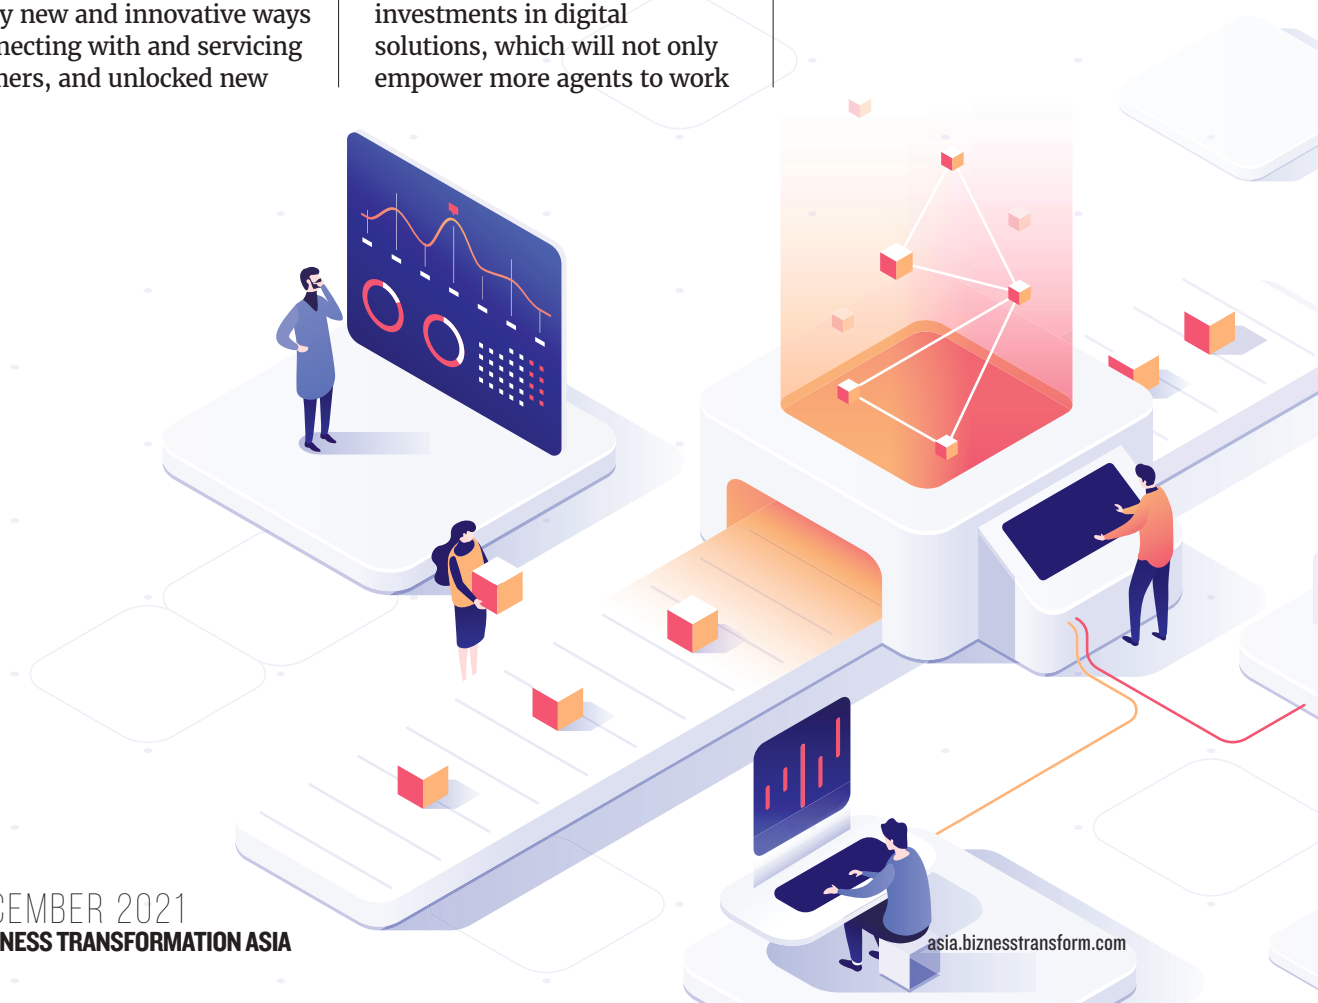 y new and innovative ways
necting with and servicing
ners, and unlocked new
investments in digital
solutions, which will not only
empower more agents to work
CEMBER 2021
NESS TRANSFORMATION ASIA
asia.biznesstransform.com